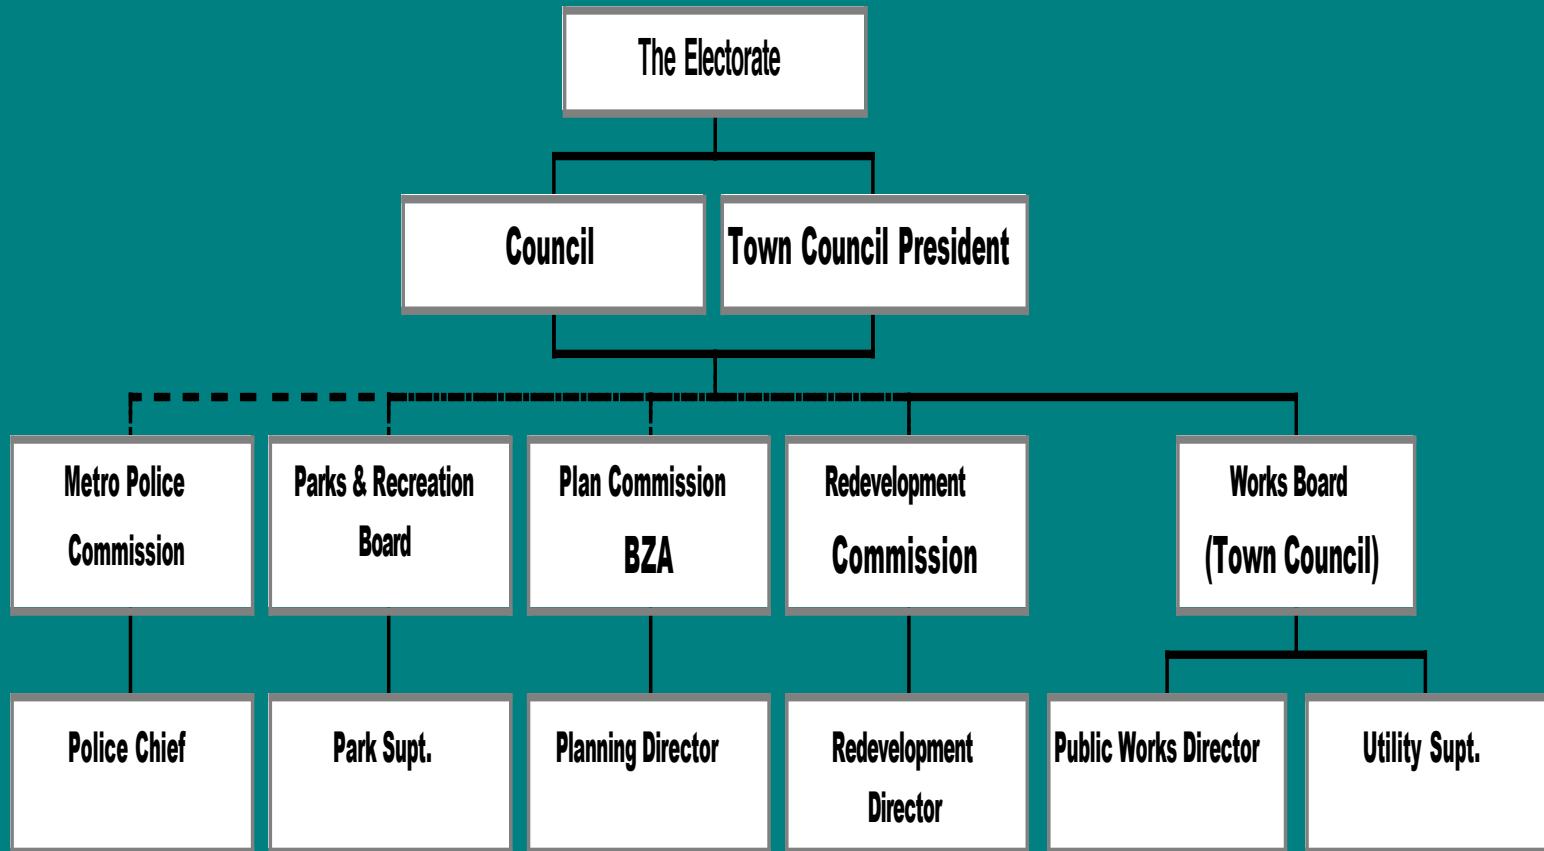 The Electorate
Council
Town Council President
Metro Police
Commission
Parks & Recreation
Board
Plan Commission
BZA
Redevelopment
Commission
Works Board
(Town Council)
Police Chief
Park Supt.
Planning Director
Redevelopment
Director
Public Works Director
Utility Supt.